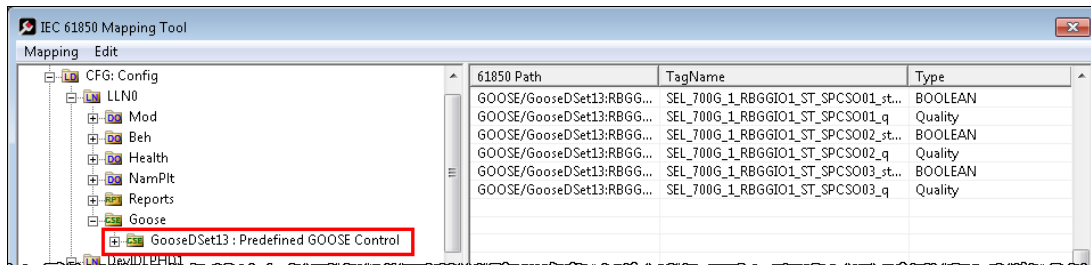 IEC 61850 Mapping Tool
Mapping Edit
CFG: Config
LLN0
Mod
Beh
Health
NamPlt
Reports
Goose
GooseDSet13 : Predefined GOOSE Control
61850 Path TagName Type
GOOSE/GooseDSet13:RBGG... SEL_700G_1_RBGGIO1_ST_SPCSO01_st... BOOLEAN
GOOSE/GooseDSet13:RBGG... SEL_700G_1_RBGGIO1_ST_SPCSO01_q Quality
GOOSE/GooseDSet13:RBGG... SEL_700G_1_RBGGIO1_ST_SPCSO02_st... BOOLEAN
GOOSE/GooseDSet13:RBGG... SEL_700G_1_RBGGIO1_ST_SPCSO02_q Quality
GOOSE/GooseDSet13:RBGG... SEL_700G_1_RBGGIO1_ST_SPCSO03_st... BOOLEAN
GOOSE/GooseDSet13:RBGG... SEL_700G_1_RBGGIO1_ST_SPCSO03_q Quality